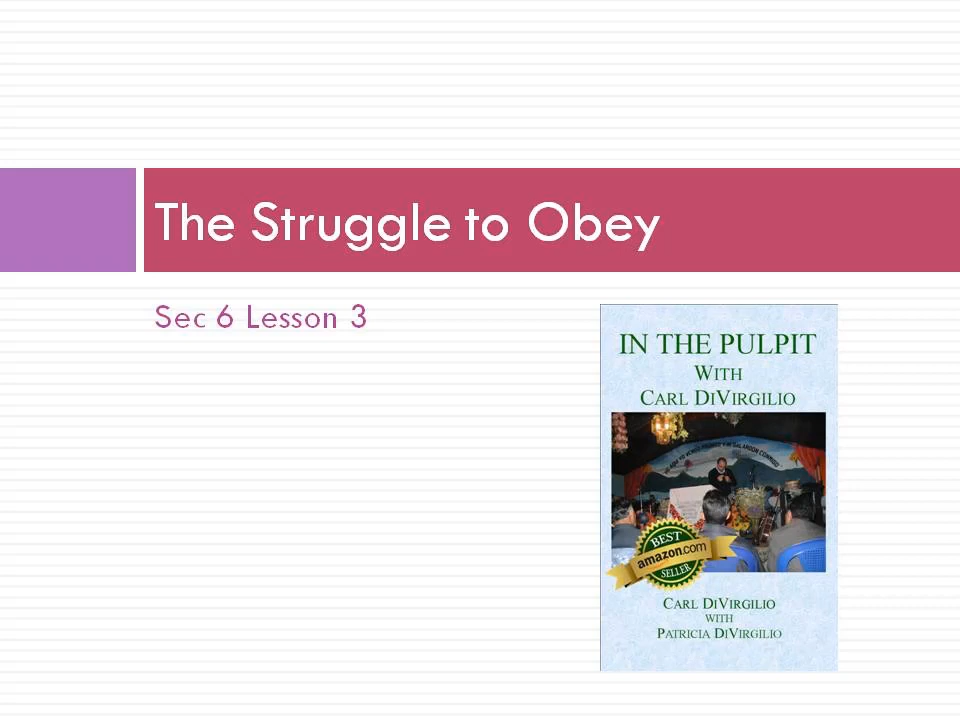 The Struggle to Obey
Sec 6 Lesson 3
IN THE PULPIT
WITH
CARL DIVIRGILIO
BEST
amazon.com
SELLER
CARL DIVIRGILIO
WITH
PATRICIA DIVIRGILIO